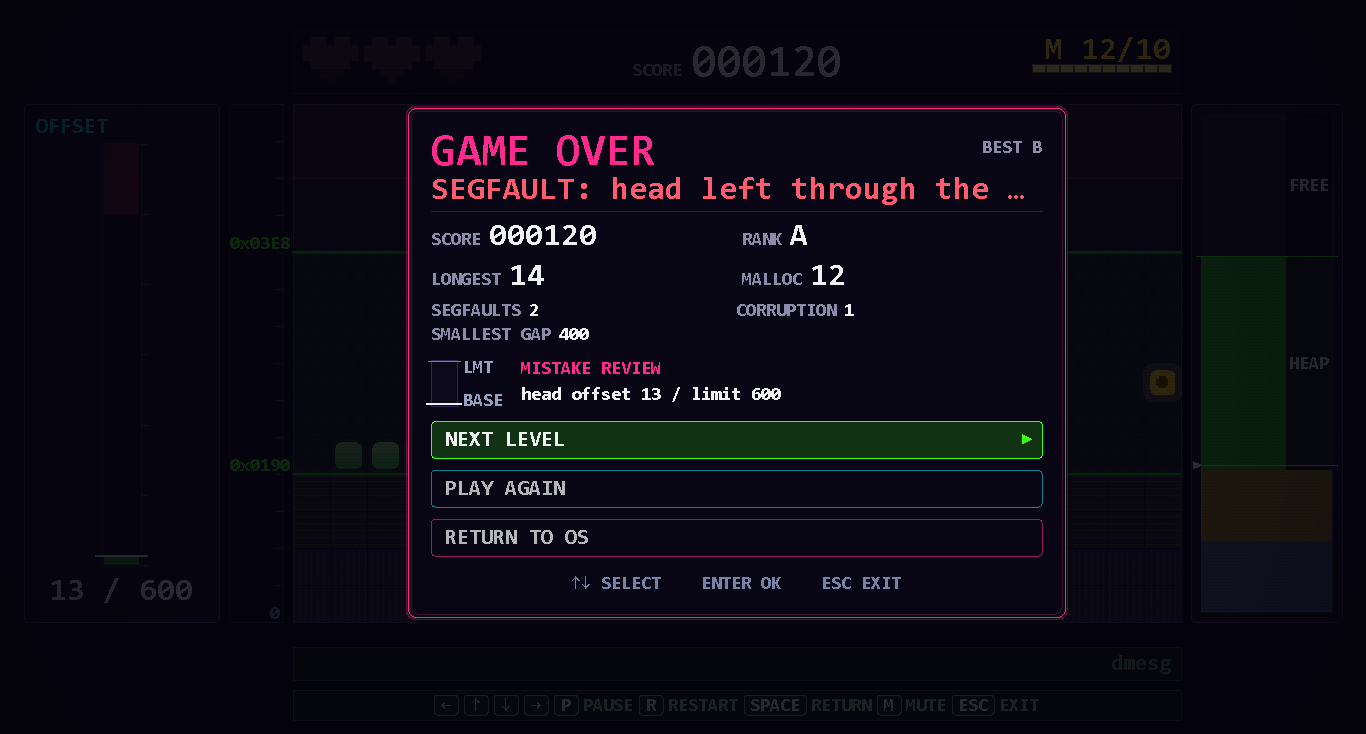 SCORE 000120
M 12/10
OFFSET
GAME OVER
BEST B
SEGFAULT: head left through the …
FREE
SCORE 000120
RANK A
0x03E8
LONGEST 14
MALLOC 12
SEGFAULTS 2
CORRUPTION 1
SMALLEST GAP 400
LMT
MISTAKE REVIEW
HEAP
BASE
head offset 13 / limit 600
NEXT LEVEL ▶
0x0190
PLAY AGAIN
RETURN TO OS
↑↓ SELECT ENTER OK ESC EXIT
13 / 600
0
dmesg
← ↑ ↓ → P PAUSE R RESTART SPACE RETURN M MUTE ESC EXIT